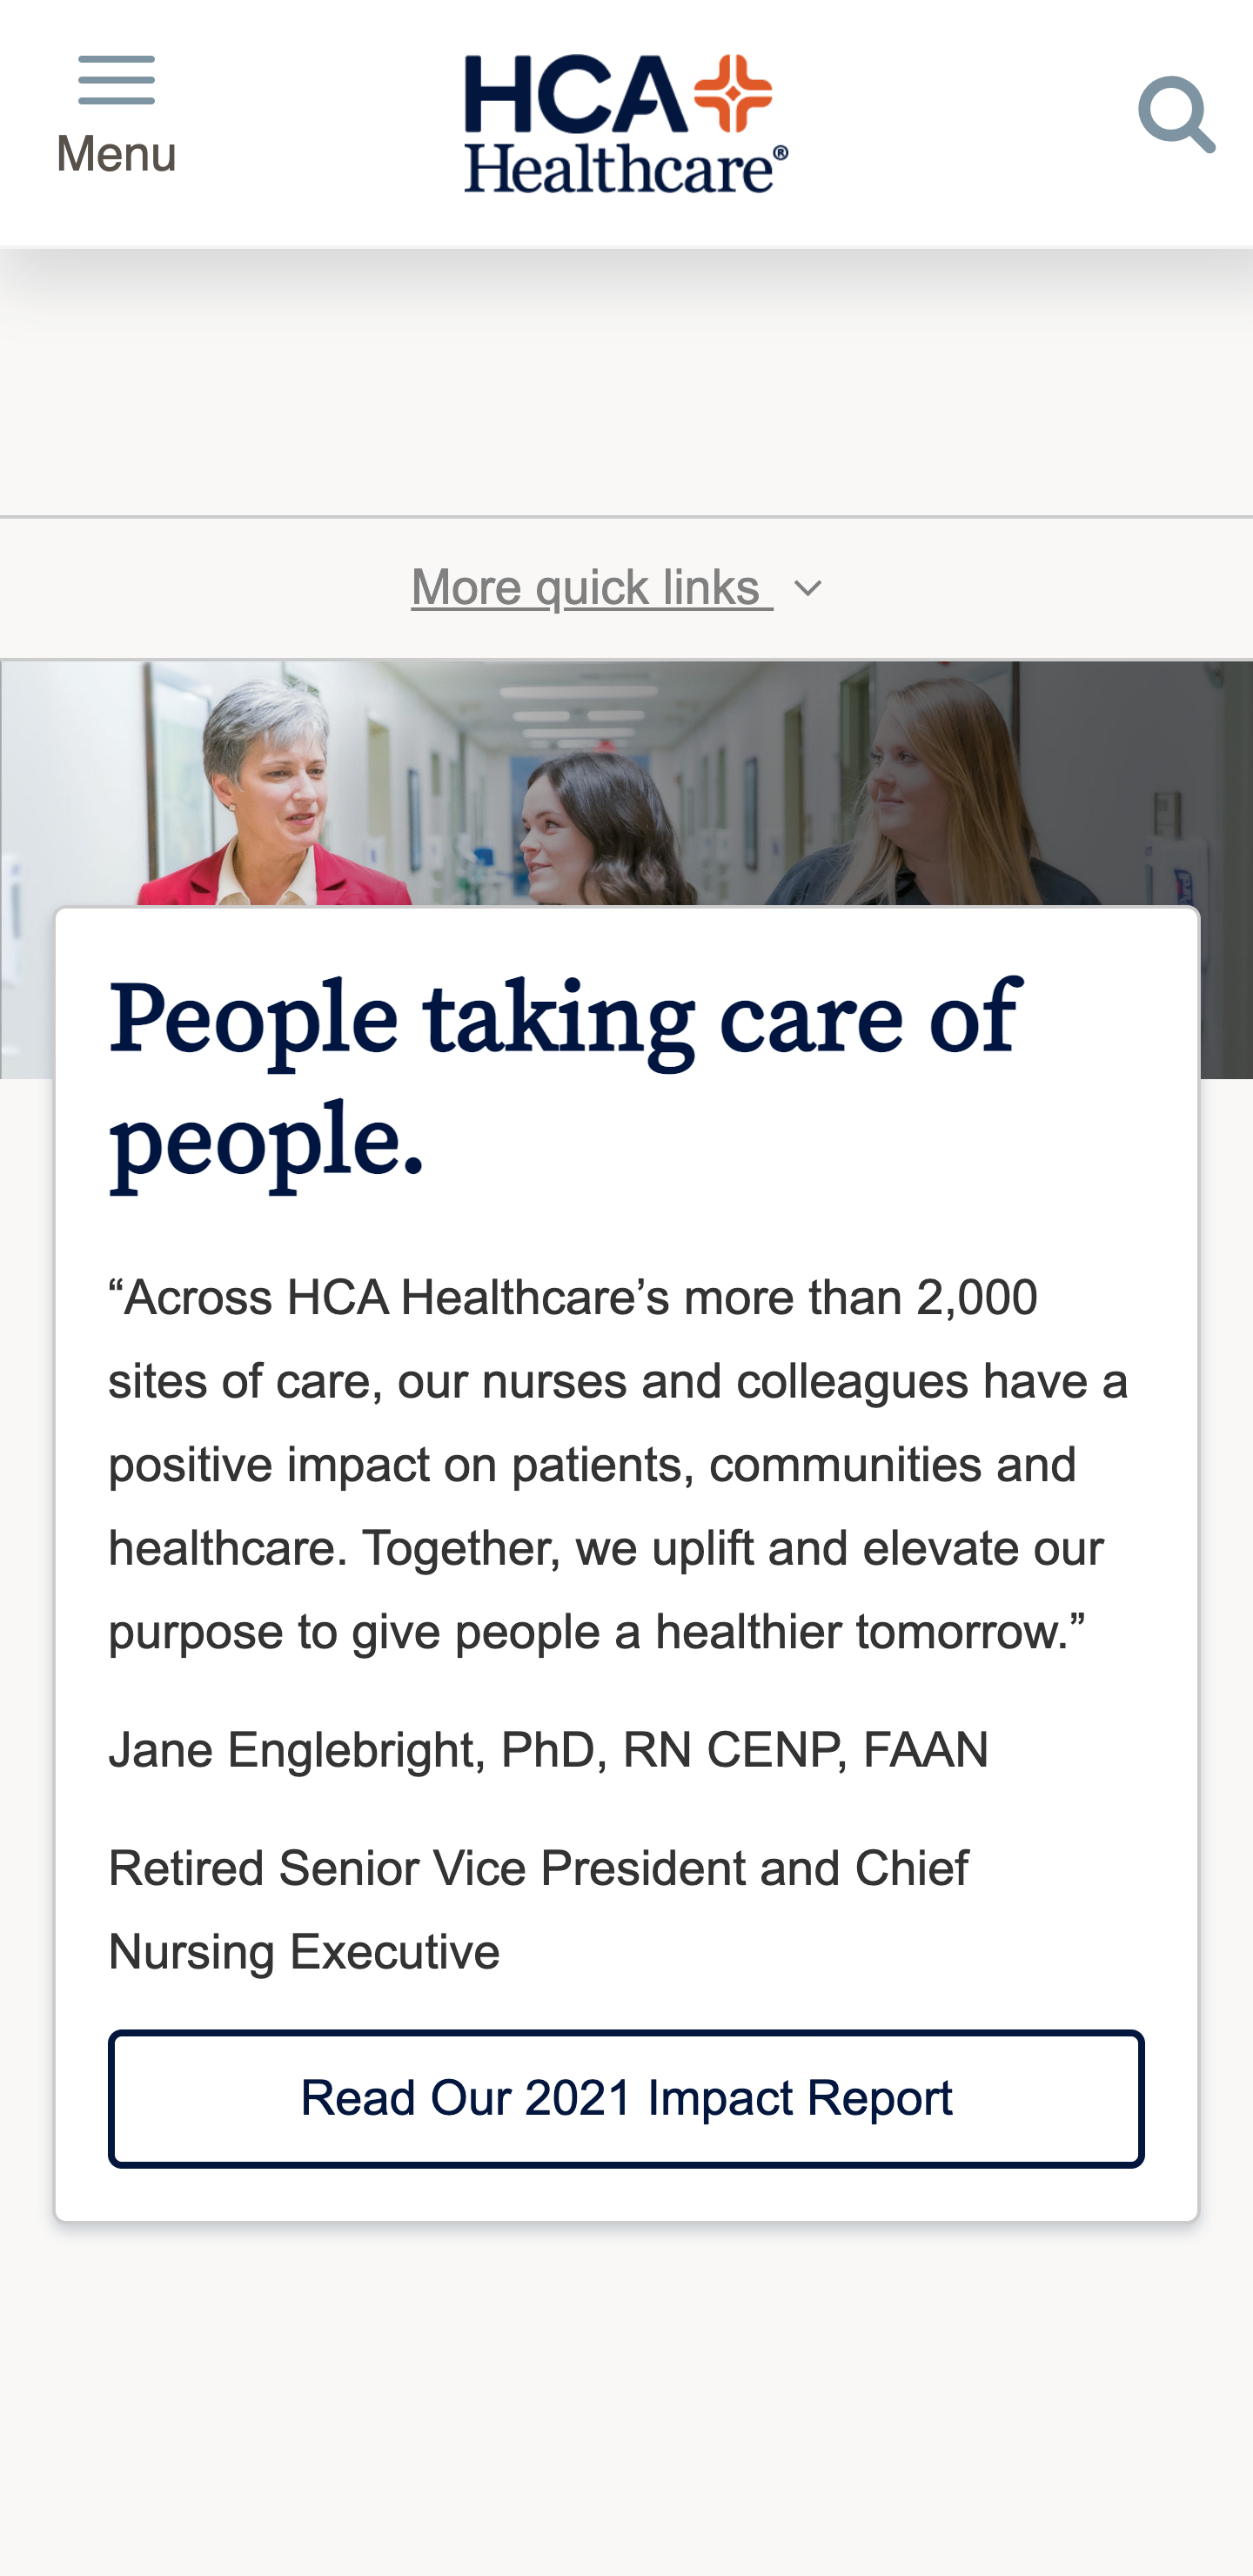 Menu
HCA
Healthcare®
More quick links
People taking care of
people.
“Across HCA Healthcare’s more than 2,000
sites of care, our nurses and colleagues have a
positive impact on patients, communities and
healthcare. Together, we uplift and elevate our
purpose to give people a healthier tomorrow.”
Jane Englebright, PhD, RN CENP, FAAN
Retired Senior Vice President and Chief
Nursing Executive
Read Our 2021 Impact Report